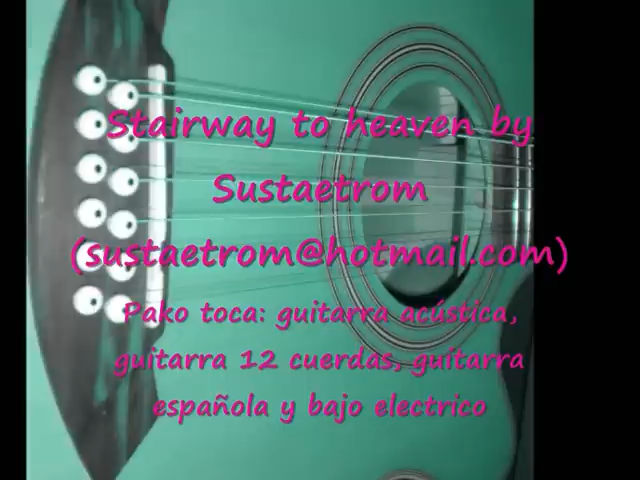 Stairway to heaven by
Sustaetrom
(sustaetrom@hotmail.com)
Pako toca: guitarra acústica,
guitarra 12 cuerdas, guitarra
española y bajo electrico